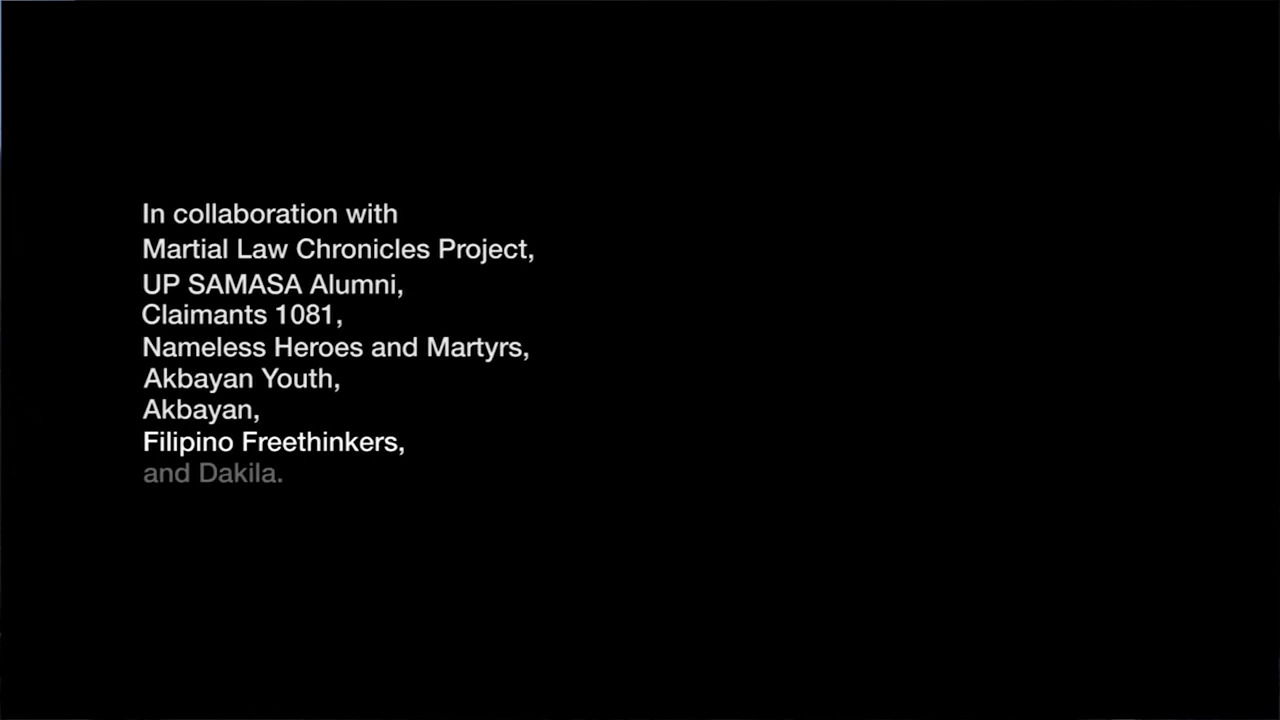 In collaboration with
Martial Law Chronicles Project,
UP SAMASA Alumni,
Claimants 1081,
Nameless Heroes and Martyrs,
Akbayan Youth,
Akbayan,
Filipino Freethinkers,
and Dakila.